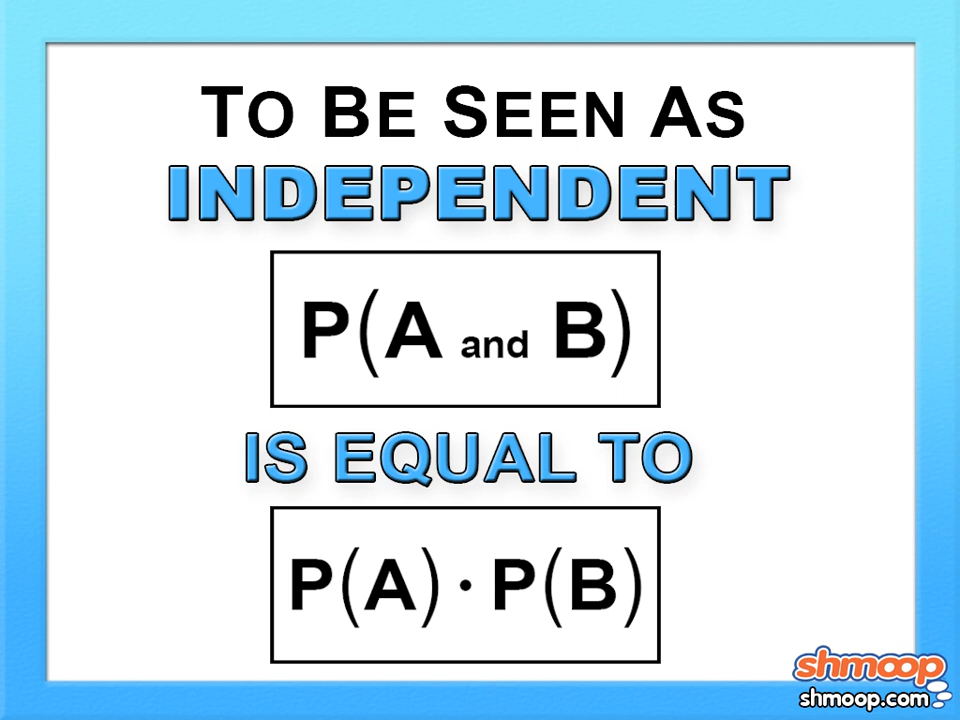 TO BE SEEN AS
INDEPENDENT
P(A and B)
IS EQUAL TO
P(A) · P(B)
shmoop
shmoop.com